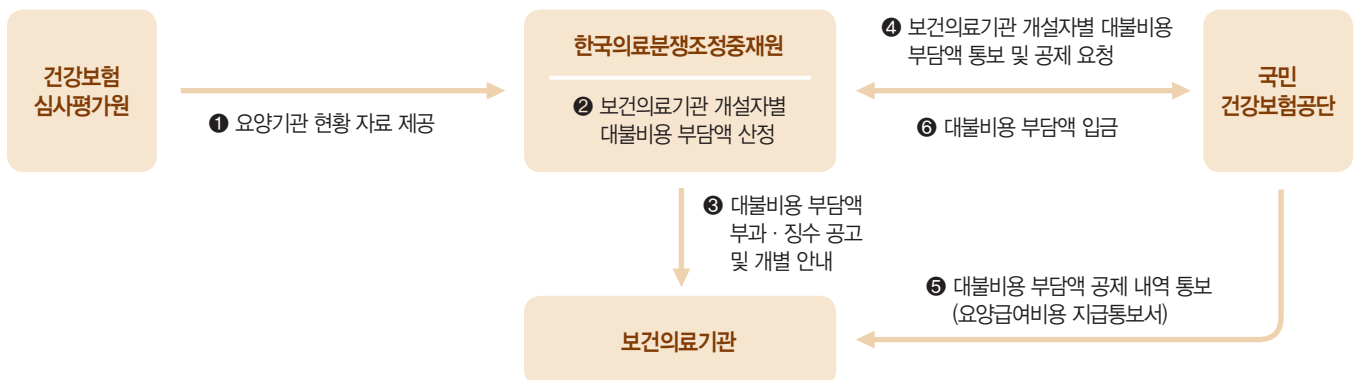 건강보험
심사평가원
❶ 요양기관 현황 자료 제공
한국의료분쟁조정중재원
❷ 보건의료기관 개설자별
대불비용 부담액 산정
❸ 대불비용 부담액
부과 · 징수 공고
및 개별 안내
❹ 보건의료기관 개설자별 대불비용
부담액 통보 및 공제 요청
❻ 대불비용 부담액 입금
국민
건강보험공단
❺ 대불비용 부담액 공제 내역 통보
(요양급여비용 지급통보서)
보건의료기관